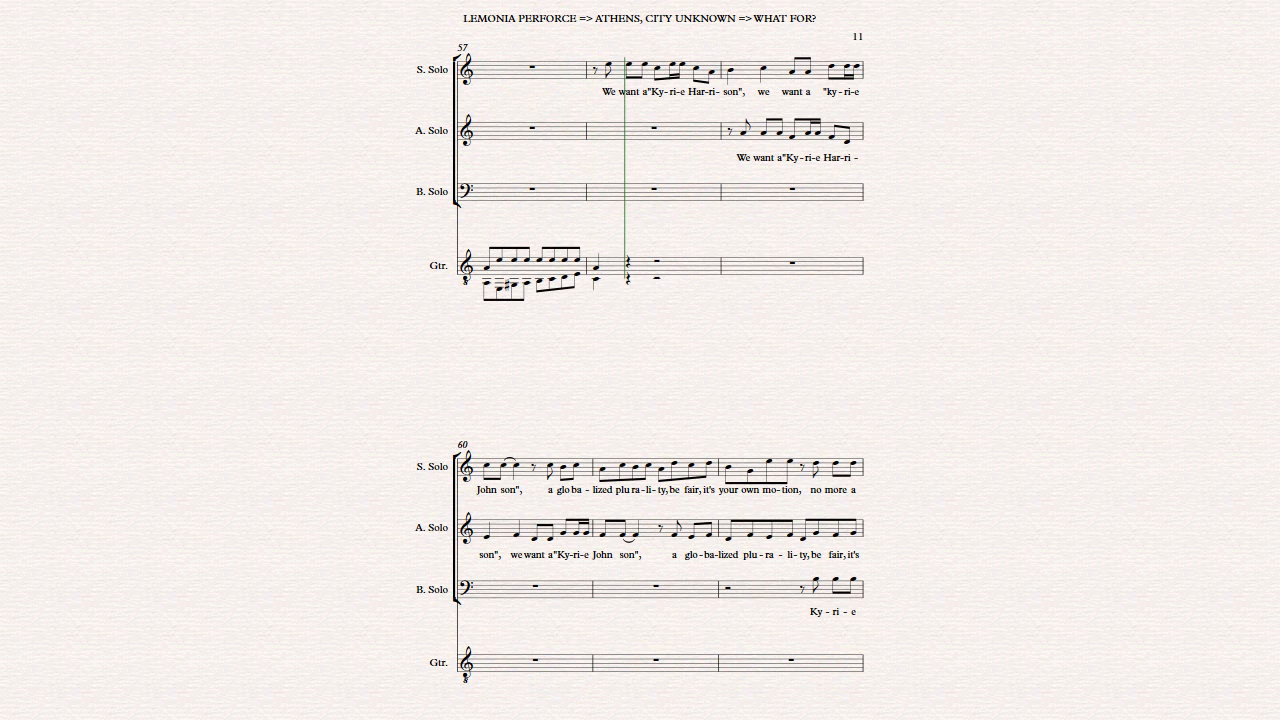 LEMONIA PERFORCE => ATHENS, CITY UNKNOWN => WHAT FOR?
11
57
S. Solo
We want a "Ky - ri - e Har - ri - son", we want a "ky - ri - e
A. Solo
We want a "Ky - ri - e Har - ri -
B. Solo
Gtr.
8
60
S. Solo
John son", a glo ba - lized plu ra - li - ty, be fair, it's your own mo - tion, no more a
A. Solo
son", we want a "Ky - ri - e John son", a glo - ba - lized plu - ra - li - ty, be fair, it's
B. Solo
Ky - ri - e
Gtr.
8